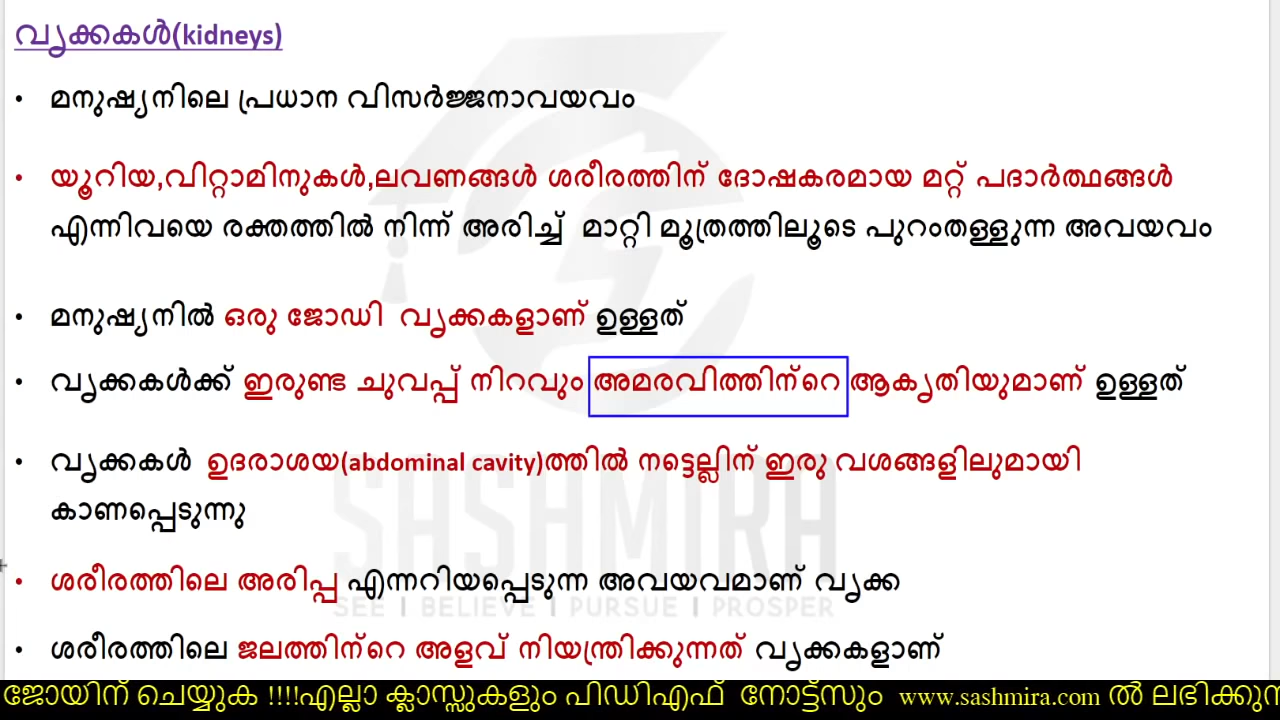 വൃക്കകൾ(kidneys)
• മനുഷ്യനിലെ പ്രധാന വിസർജ്ജനാവയവം
• യൂറിയ,വിറ്റാമിനുകൾ,ലവണങ്ങൾ ശരീരത്തിന് ദോഷകരമായ മറ്റ് പദാർത്ഥങ്ങൾ
എന്നിവയെ രക്തത്തിൽ നിന്ന് അരിച്ച് മാറ്റി മൂത്രത്തിലൂടെ പുറംതള്ളുന്ന അവയവം
• മനുഷ്യനിൽ ഒരു ജോഡി വൃക്കകളാണ് ഉള്ളത്
• വൃക്കകൾക്ക് ഇരുണ്ട ചുവപ്പ് നിറവും അമരവിത്തിന്റെ ആകൃതിയുമാണ് ഉള്ളത്
• വൃക്കകൾ ഉദരാശയ(abdominal cavity)ത്തിൽ നട്ടെല്ലിന് ഇരു വശങ്ങളിലുമായി
കാണപ്പെടുന്നു
• ശരീരത്തിലെ അരിപ്പ എന്നറിയപ്പെടുന്ന അവയവമാണ് വൃക്ക
• ശരീരത്തിലെ ജലത്തിന്റെ അളവ് നിയന്ത്രിക്കുന്നത് വൃക്കകളാണ്
SASHMIRA
SEE | BELIEVE | PURSUE | PROSPER
ജോയിന് ചെയ്യുക !!!!എല്ലാ ക്ലാസ്സുകളും പിഡിഎഫ് നോട്ട്സും www.sashmira.com ൽ ലഭിക്കുന